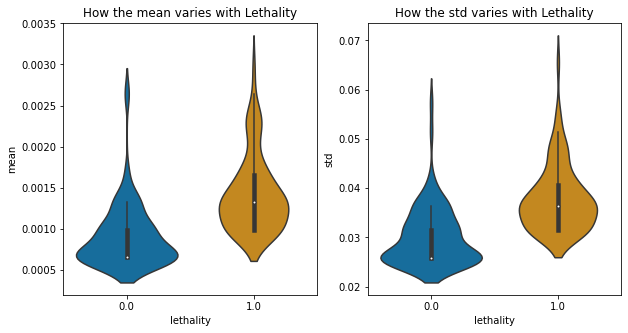 How the mean varies with Lethality
0.0035
0.0030
0.0025
0.0020
0.0015
0.0010
0.0005
mean
0.0
1.0
lethality
How the std varies with Lethality
0.07
0.06
0.05
0.04
0.03
0.02
std
0.0
1.0
lethality